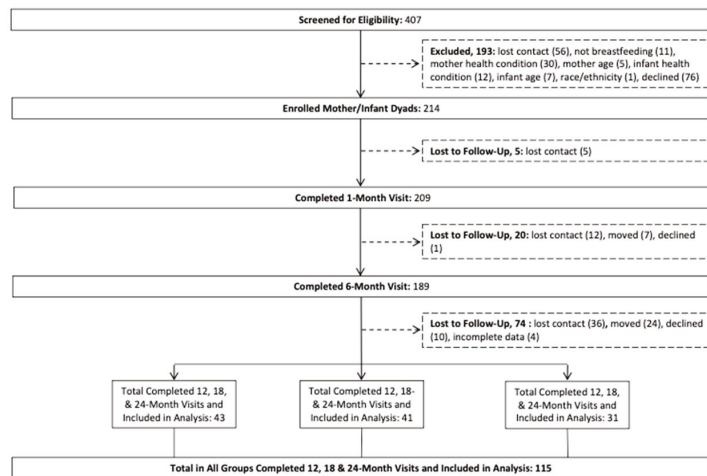 Screened for Eligibility: 407
Excluded, 193: lost contact (56), not breastfeeding (11),
mother health condition (30), mother age (5), infant health
condition (12), infant age (7), race/ethnicity (1), declined (76)
Enrolled Mother/Infant Dyads: 214
Lost to Follow-Up, 5: lost contact (5)
Completed 1-Month Visit: 209
Lost to Follow-Up, 20: lost contact (12), moved (7), declined
(1)
Completed 6-Month Visit: 189
Lost to Follow-Up, 74 : lost contact (36), moved (24), declined
(10), incomplete data (4)
Total Completed 12, 18,
& 24-Month Visits and
Included in Analysis: 43
Total Completed 12, 18-
& 24-Month Visits and
Included in Analysis: 41
Total Completed 12, 18,
& 24-Month Visits and
Included in Analysis: 31
Total in All Groups Completed 12, 18 & 24-Month Visits and Included in Analysis: 115